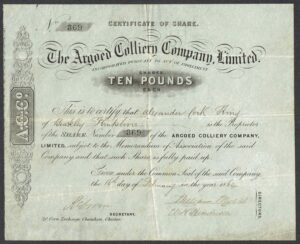 CERTIFICATE OF SHARE.
No 869
The Argoed Colliery Company, Limited.
INCORPORATED PURSUANT TO ACT OF PARLIAMENT
SHARES
TEN POUNDS
EACH
A.C.Co.
This is to certify that Alexander
is the Proprietor
of the SHARE Number 869 of the ARGOED COLLIERY COMPANY,
LIMITED, subject to the Memorandum of Association of the said
Company and that such Share is fully paid up.
Given under the Common Seal of the said Company
the day of February in the year
SECRETARY.
DIRECTORS.
Corn Exchange Chambers, Chester